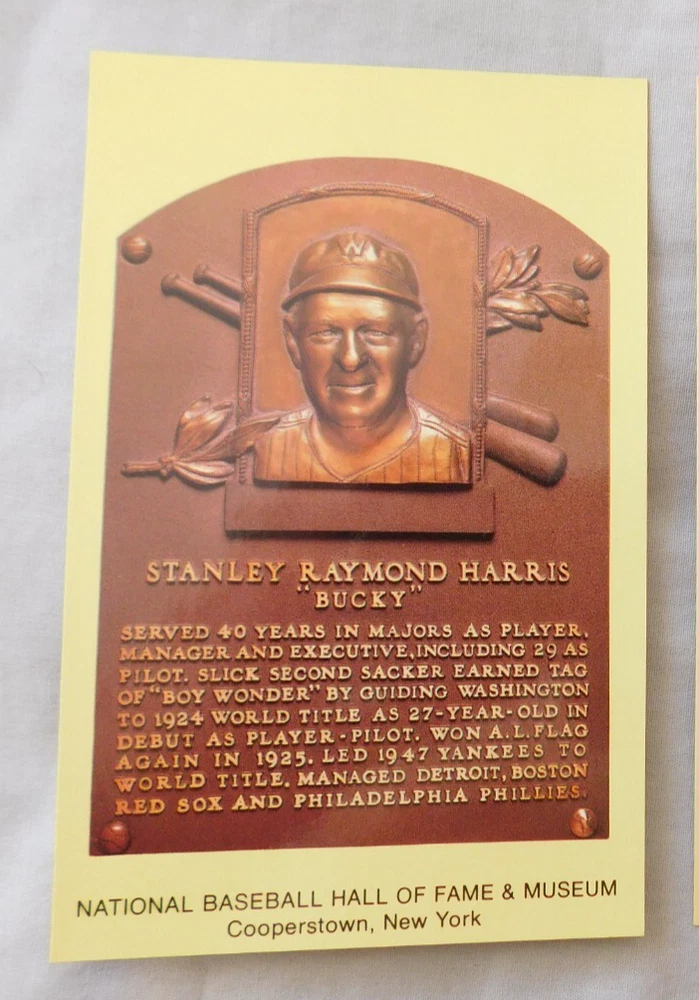 W
STANLEY RAYMOND HARRIS
"BUCKY"
SERVED 40 YEARS IN MAJORS AS PLAYER,
MANAGER AND EXECUTIVE, INCLUDING 29 AS
PILOT. SLICK SECOND SACKER EARNED TAG
OF "BOY WONDER" BY GUIDING WASHINGTON
TO 1924 WORLD TITLE AS 27-YEAR-OLD IN
DEBUT AS PLAYER-PILOT. WON A.L. FLAG
AGAIN IN 1925. LED 1947 YANKEES TO
WORLD TITLE. MANAGED DETROIT, BOSTON
RED SOX AND PHILADELPHIA PHILLIES.
NATIONAL BASEBALL HALL OF FAME & MUSEUM
Cooperstown, New York